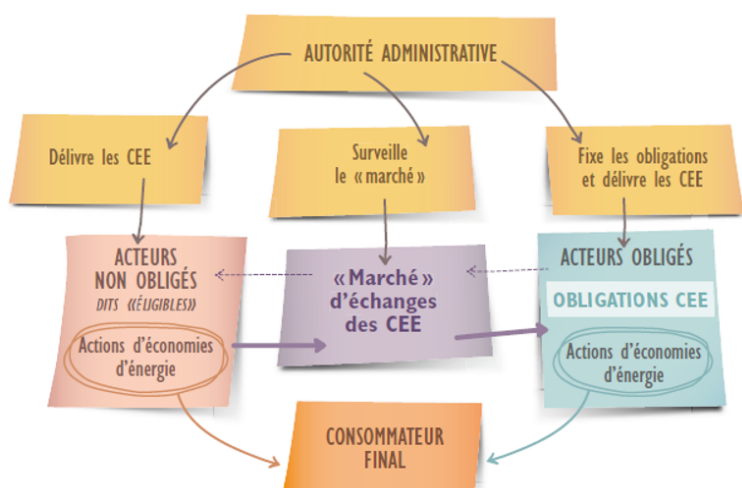 AUTORITÉ ADMINISTRATIVE
Délivre les CEE
Surveille
le «marché»
Fixe les obligations
et délivre les CEE
ACTEURS
NON OBLIGÉS
DITS «ÉLIGIBLES»
Actions d’économies
d’énergie
«Marché»
d’échanges
des CEE
ACTEURS OBLIGÉS
OBLIGATIONS CEE
Actions d’économies
d’énergie
CONSOMMATEUR
FINAL